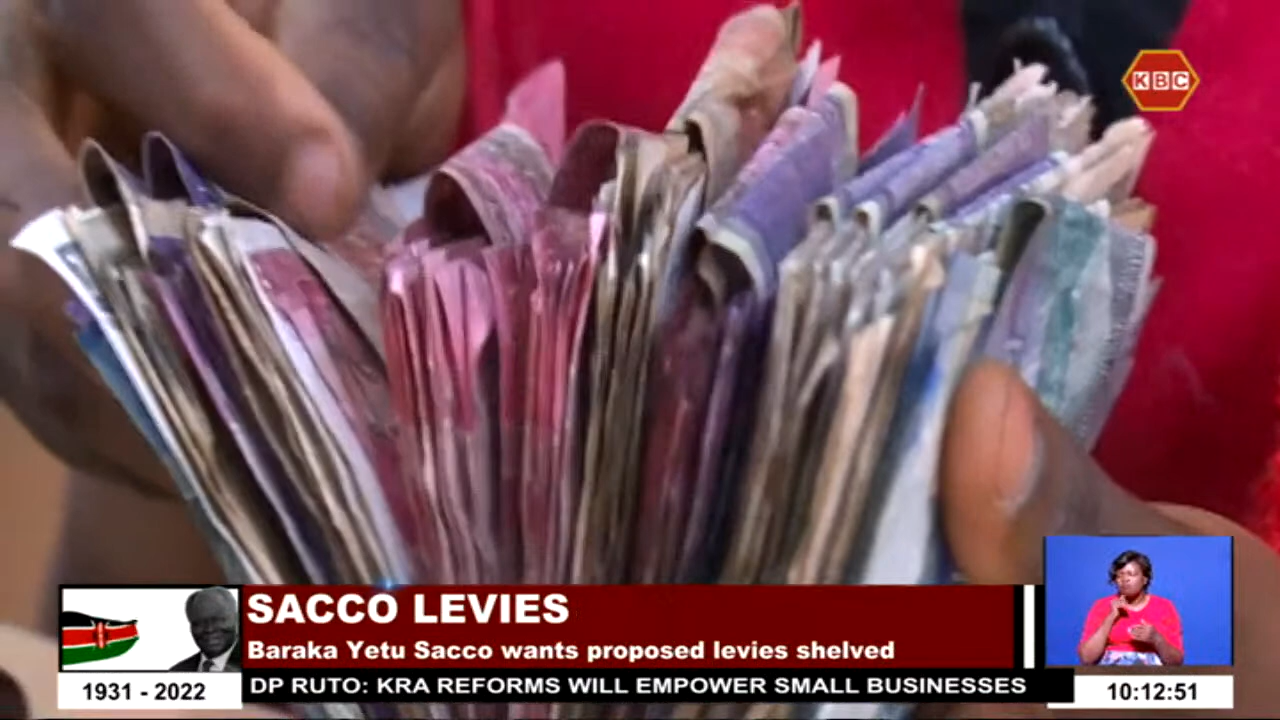 KBC
SACCO LEVIES
Baraka Yetu Sacco wants proposed levies shelved
1931 - 2022
DP RUTO: KRA REFORMS WILL EMPOWER SMALL BUSINESSES
10:12:51